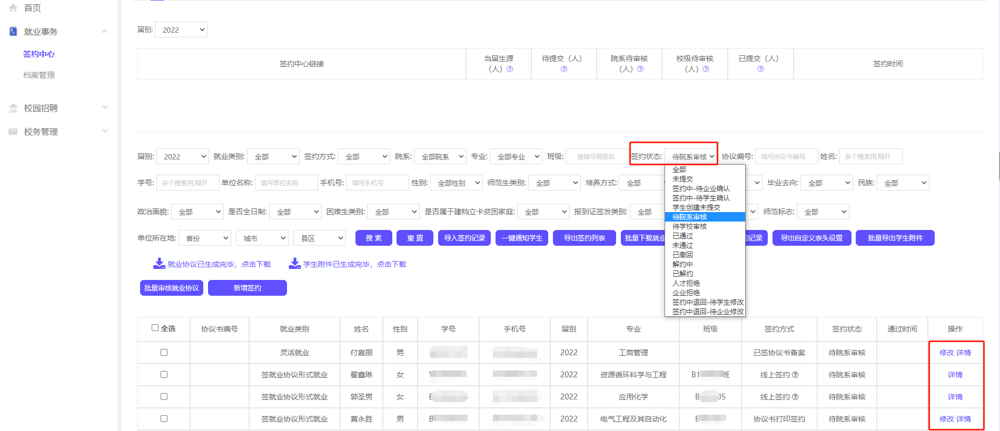 首页
就业事务
签约中心
档案管理
校园招聘
校务管理
届别: 2022
签约中心链接 当届生源（人） 待提交（人） 院系待审核（人） 校级待审核（人） 已提交（人） 签约时间
届别: 2022 就业类别: 全部 签约方式: 全部 院系: 全部院系 专业: 全部专业 班级: 请填写班级名 签约状态: 待院系审核 协议编号: 填写协议书编号 姓名: 多个搜索用,隔开
学号: 多个搜索用,隔开 单位名称: 填写单位名称 手机号: 填写手机号 性别: 全部性别 师范生类别: 全部 培养方式: 全部 毕业去向: 全部 民族: 全部
政治面貌: 全部 是否全日制: 全部 困难生类别: 全部 是否属于建档立卡贫困家庭: 全部 报到证签发类别: 全部 师范标志: 全部
单位所在地: 省份 城市 县区 搜 索 重 置 导入签约记录 一键通知学生 导出签约列表 批量下载就业 约记录 导出自定义表头设置 批量导出学生附件
全部
未提交
签约中-待企业确认
签约中-待学生确认
学生创建未提交
待院系审核
待学校审核
已通过
未通过
已撤回
解约中
已解约
人才拒绝
企业拒绝
签约中退回-待学生修改
签约中退回-待企业修改
就业协议已生成完毕，点击下载 学生附件已生成完毕，点击下载
批量审核就业协议 新增签约
全选 协议书编号 就业类别 姓名 性别 学号 手机号 届别 专业 班级 签约方式 签约状态 通过时间 操作
灵活就业 付嘉丽 男 2022 工商管理 已签协议书备案 待院系审核 修改 详情
签就业协议形式就业 翟鑫琳 女 2022 资源循环科学与工程 B1 班 线上签约 待院系审核 详情
签就业协议形式就业 郭圣男 女 2022 应用化学 B 05 线上签约 待院系审核 详情
签就业协议形式就业 黄永胜 男 B 2022 电气工程及其自动化 B 协议书打印签约 待院系审核 修改 详情